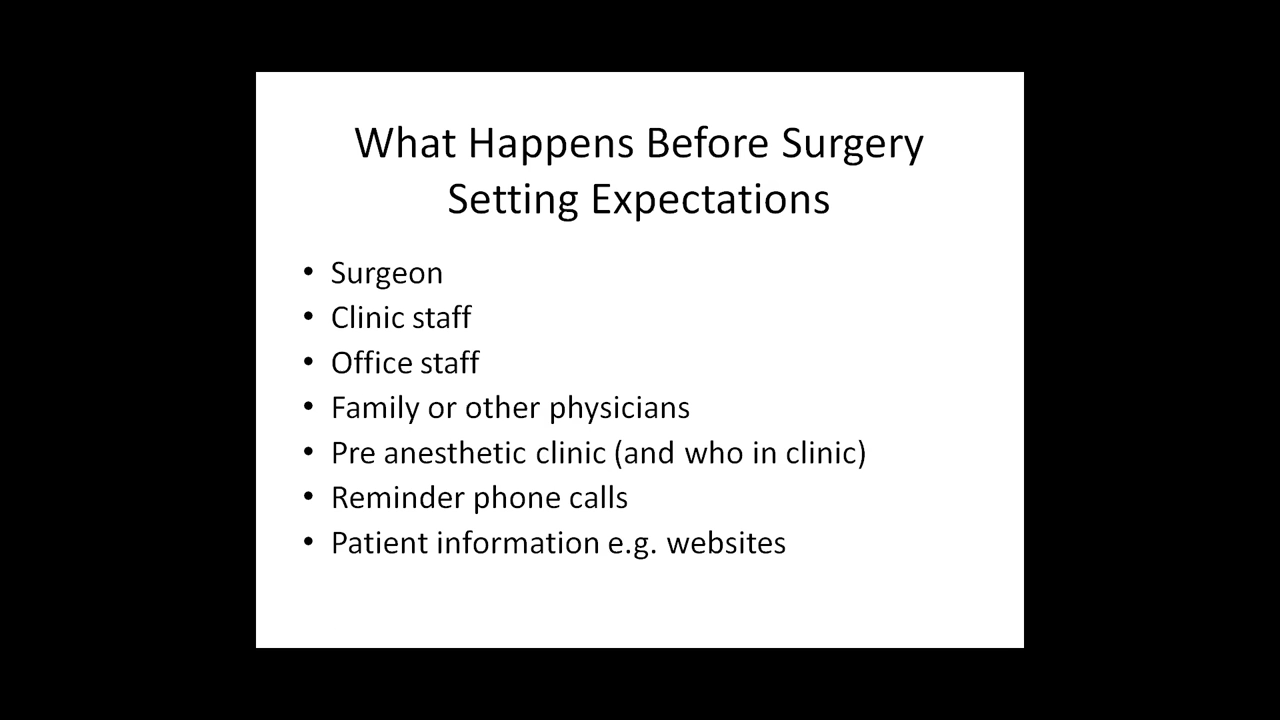 What Happens Before Surgery
Setting Expectations
• Surgeon
• Clinic staff
• Office staff
• Family or other physicians
• Pre anesthetic clinic (and who in clinic)
• Reminder phone calls
• Patient information e.g. websites